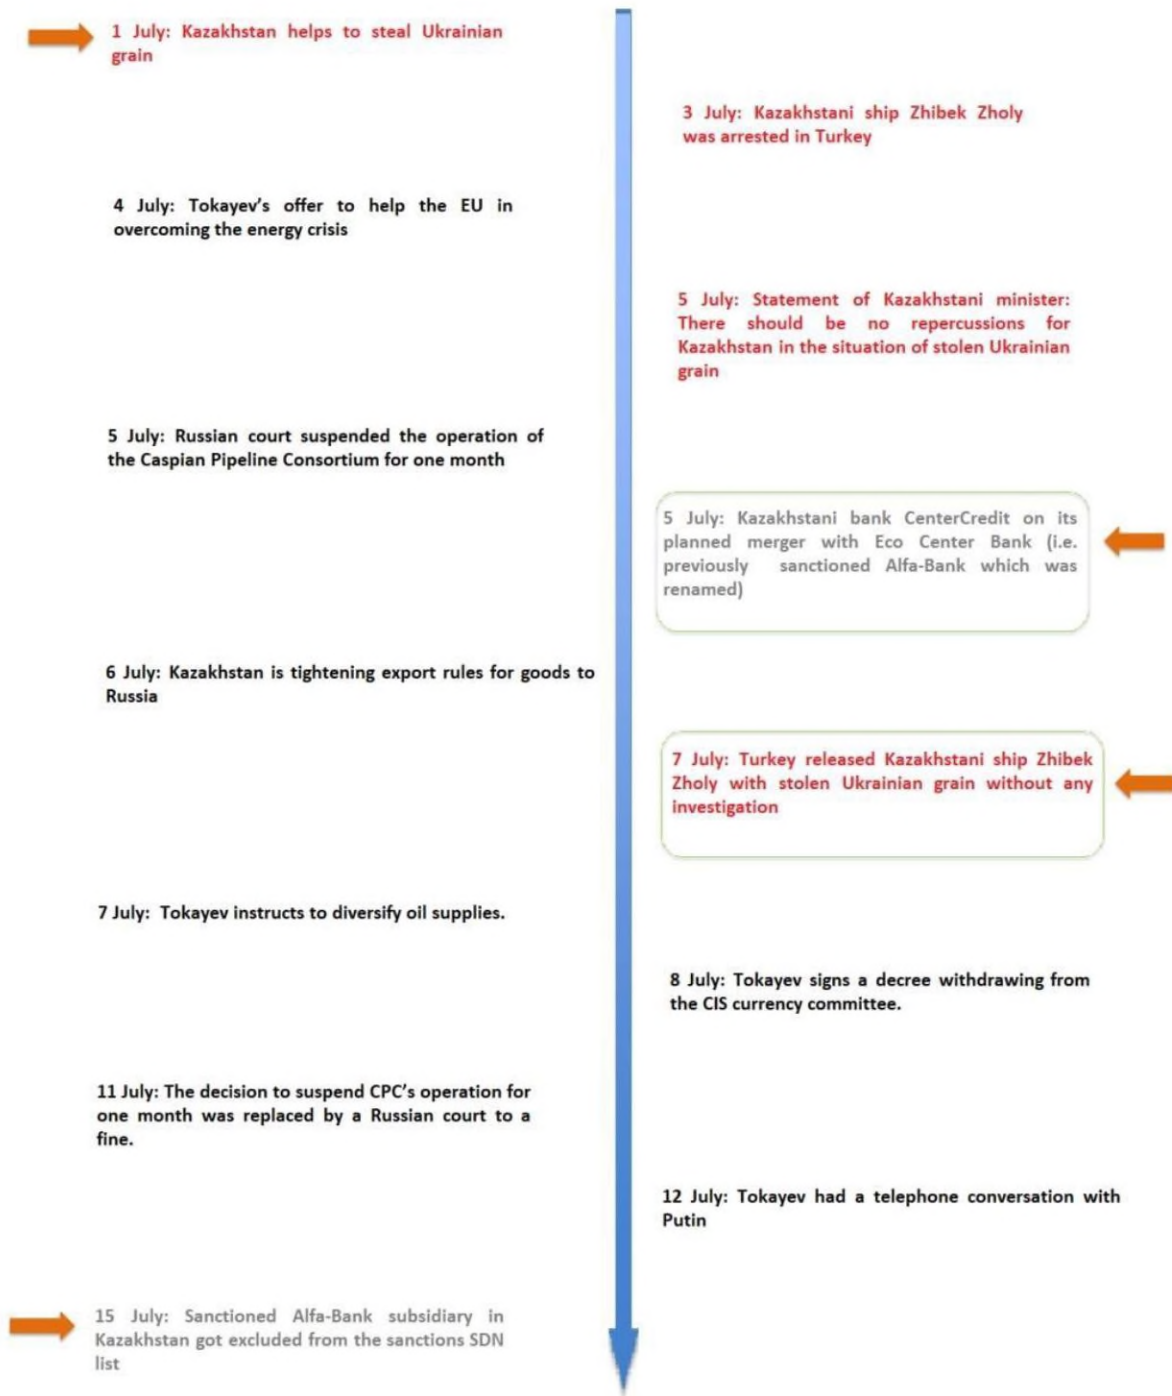 1 July: Kazakhstan helps to steal Ukrainian
grain
3 July: Kazakhstani ship Zhibek Zholy
was arrested in Turkey
4 July: Tokayev's offer to help the EU in
overcoming the energy crisis
5 July: Statement of Kazakhstani minister:
There should be no repercussions for
Kazakhstan in the situation of stolen Ukrainian
grain
5 July: Russian court suspended the operation of
the Caspian Pipeline Consortium for one month
5 July: Kazakhstani bank CenterCredit on its
planned merger with Eco Center Bank (i.e.
previously sanctioned Alfa-Bank which was
renamed)
6 July: Kazakhstan is tightening export rules for goods to
Russia
7 July: Turkey released Kazakhstani ship Zhibek
Zholy with stolen Ukrainian grain without any
investigation
7 July: Tokayev instructs to diversify oil supplies.
8 July: Tokayev signs a decree withdrawing from
the CIS currency committee.
11 July: The decision to suspend CPC's operation for
one month was replaced by a Russian court to a
fine.
12 July: Tokayev had a telephone conversation with
Putin
15 July: Sanctioned Alfa-Bank subsidiary in
Kazakhstan got excluded from the sanctions SDN
list